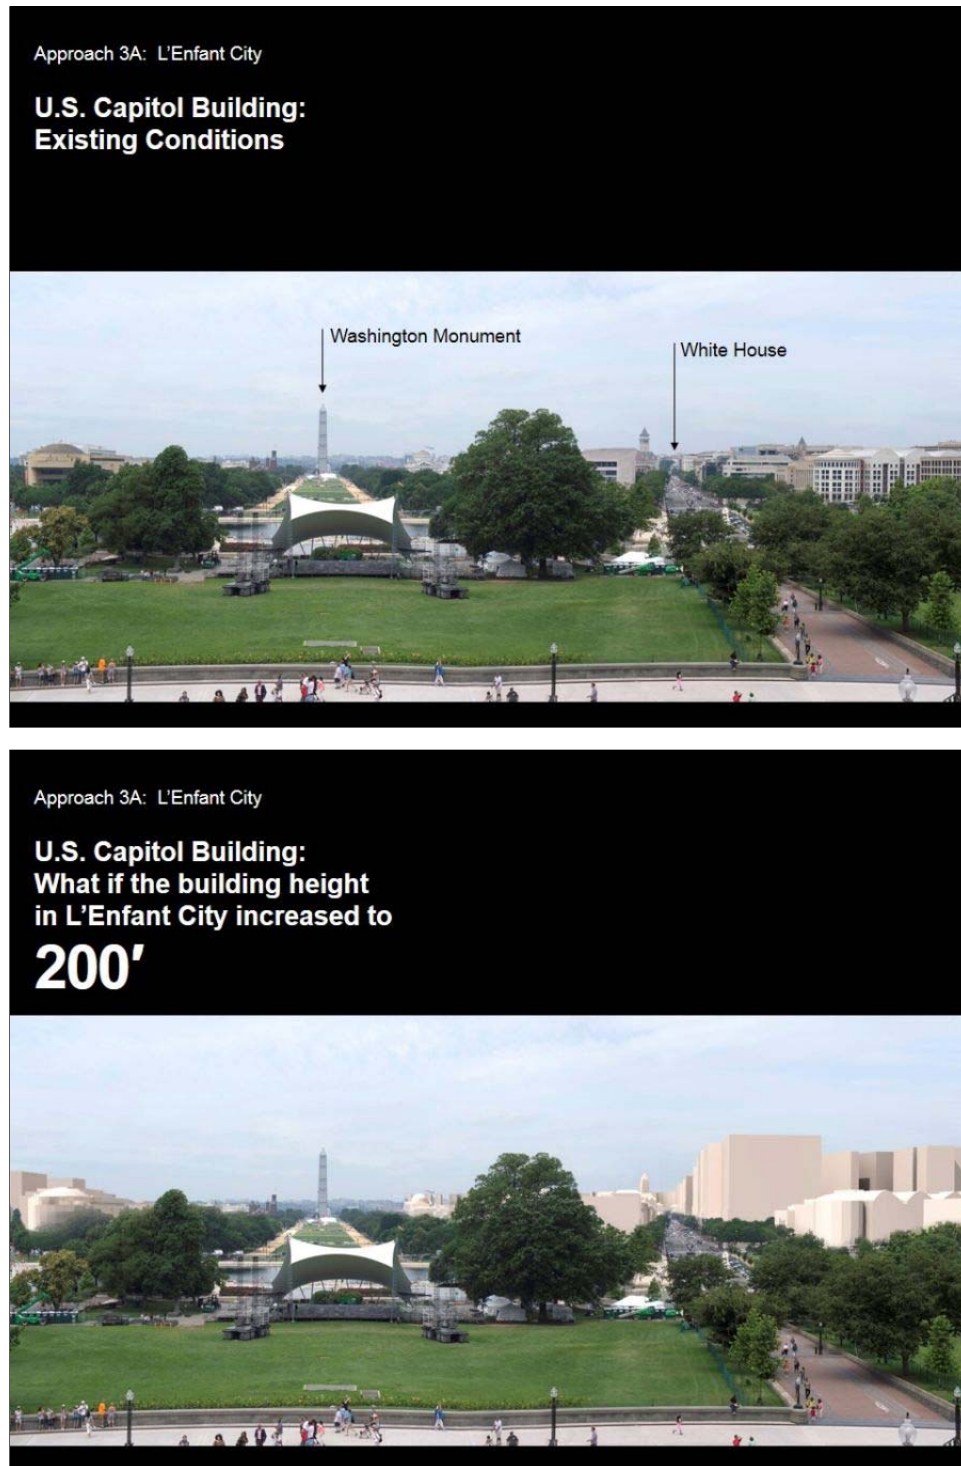 Approach 3A:  L'Enfant City
U.S. Capitol Building:
Existing Conditions
Washington Monument
White House
Approach 3A:  L'Enfant City
U.S. Capitol Building:
What if the building height
in L'Enfant City increased to
200′